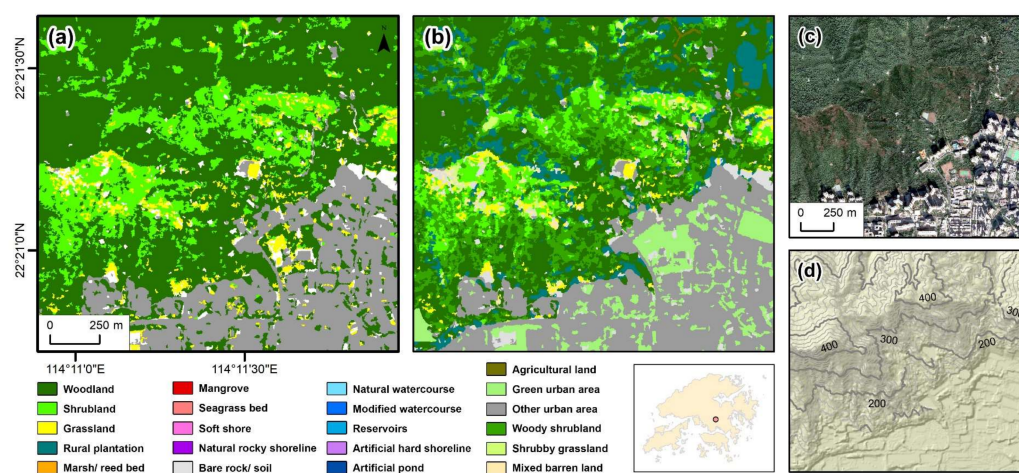 (a)
N
(b)
(c)
22°21'30"N
22°21'0"N
0 250 m
0 250 m
0 250 m
114°11'0"E
114°11'30"E
(d)
400
300
400
300
200
200
Woodland
Shrubland
Grassland
Rural plantation
Marsh/ reed bed
Mangrove
Seagrass bed
Soft shore
Natural rocky shoreline
Bare rock/ soil
Natural watercourse
Modified watercourse
Reservoirs
Artificial hard shoreline
Artificial pond
Agricultural land
Green urban area
Other urban area
Woody shrubland
Shrubby grassland
Mixed barren land